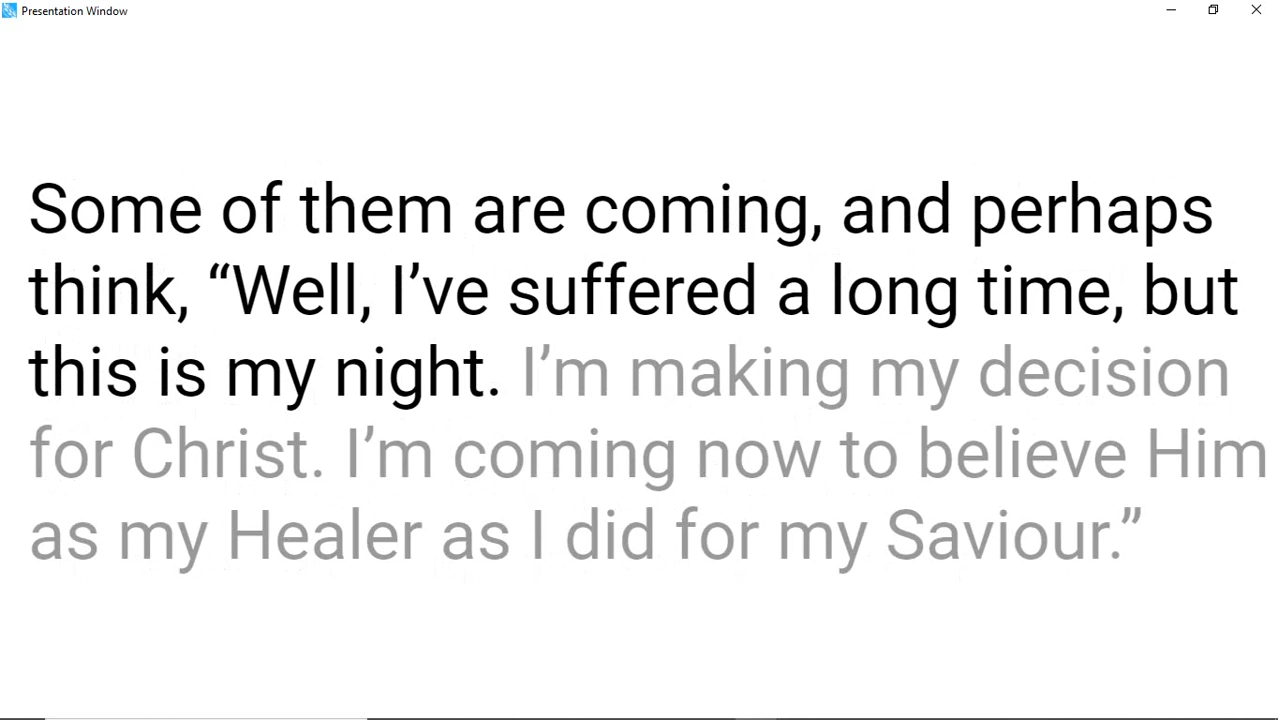 Presentation Window
Some of them are coming, and perhaps
think, “Well, I’ve suffered a long time, but
this is my night. I’m making my decision
for Christ. I’m coming now to believe Him
as my Healer as I did for my Saviour.”